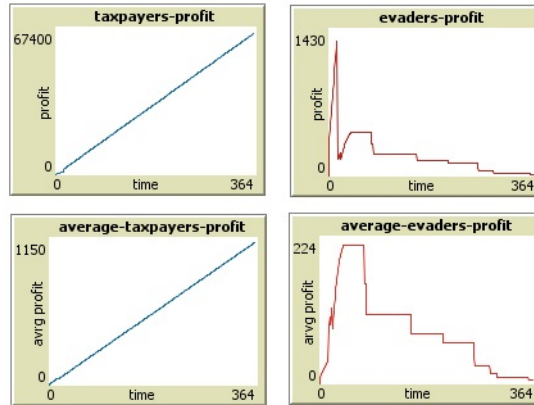 taxpayers-profit
67400
profit
0
0 time 364
evaders-profit
1430
profit
0
0 time 364
average-taxpayers-profit
1150
avrg profit
0
0 time 364
average-evaders-profit
224
arvg profit
0
0 time 364